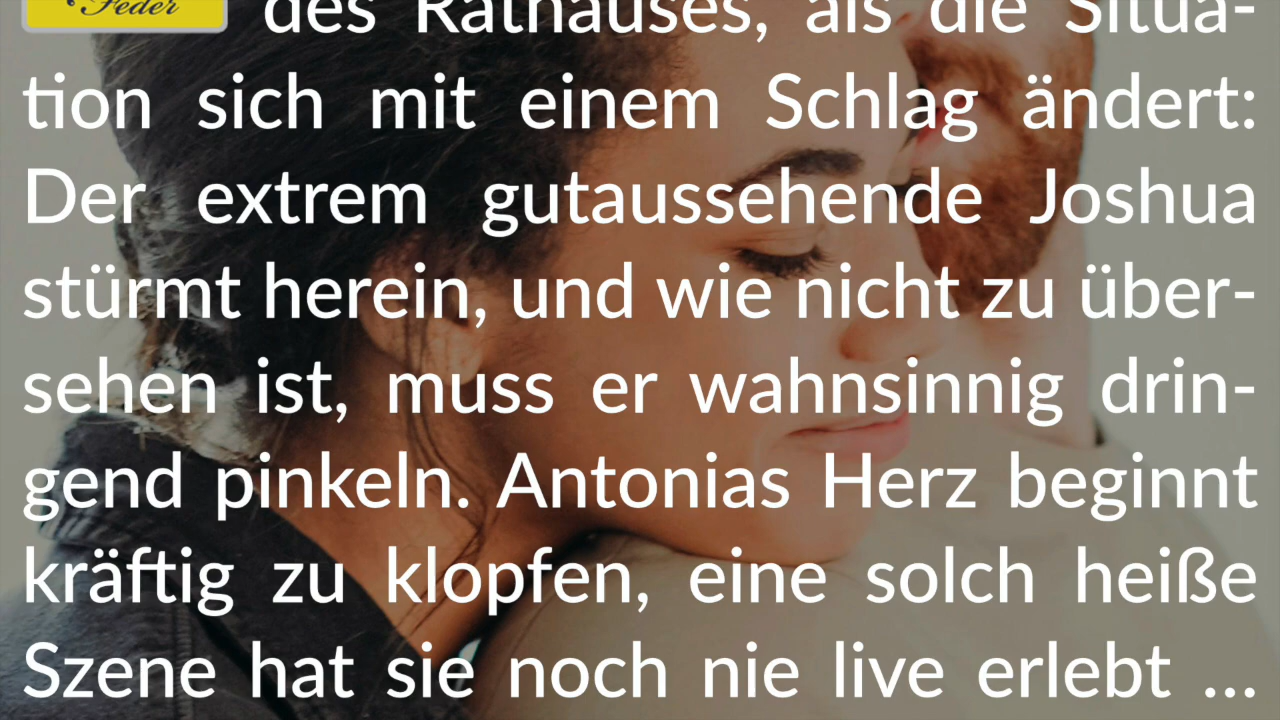 Feder
des Rathauses, als die Situa-
tion sich mit einem Schlag ändert:
Der extrem gutaussehende Joshua
stürmt herein, und wie nicht zu über-
sehen ist, muss er wahnsinnig drin-
gend pinkeln. Antonias Herz beginnt
kräftig zu klopfen, eine solch heiße
Szene hat sie noch nie live erlebt ...